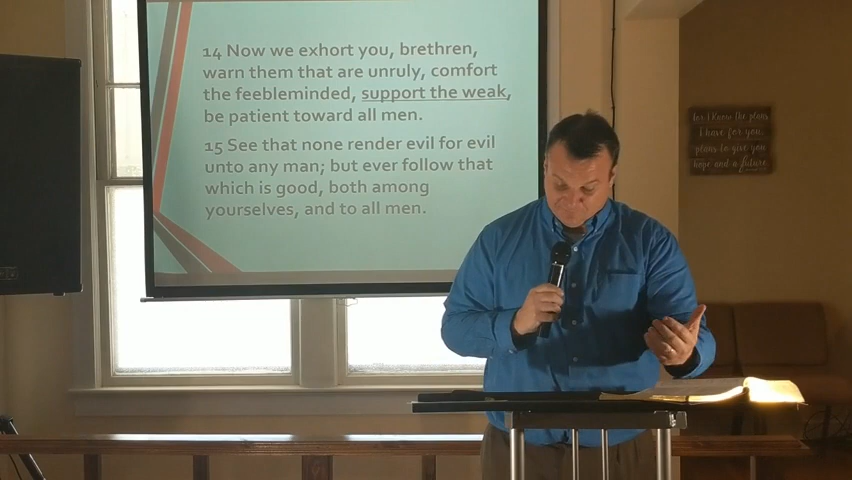 14 Now we exhort you, brethren,
warn them that are unruly, comfort
the feebleminded, support the weak,
be patient toward all men.
15 See that none render evil for evil
unto any man; but ever follow that
which is good, both among
yourselves, and to all men.
for I know the plans
I have for you,
plans to give you
hope and a future